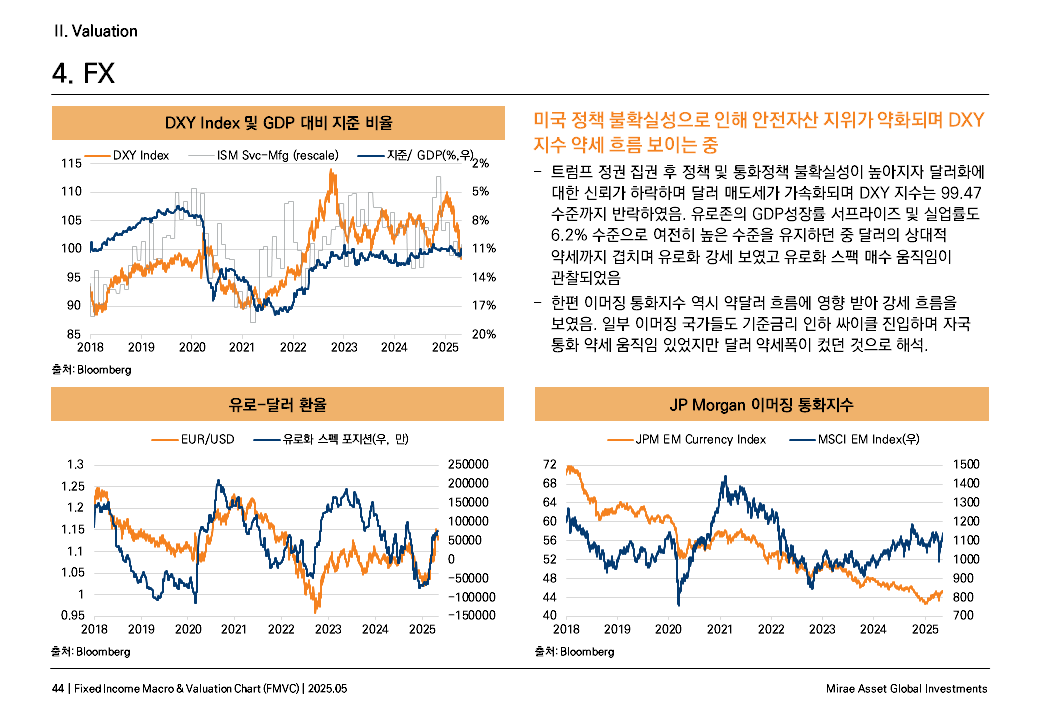 II. Valuation
4. FX
DXY Index 및 GDP 대비 지준 비율
DXY Index
ISM Svc-Mfg (rescale)
지준/ GDP(%,우)
115
110
105
100
95
90
85
2%
5%
8%
11%
14%
17%
20%
2018 2019 2020 2021 2022 2023 2024 2025
출처: Bloomberg
미국 정책 불확실성으로 인해 안전자산 지위가 약화되며 DXY
지수 약세 흐름 보이는 중
– 트럼프 정권 집권 후 정책 및 통화정책 불확실성이 높아지자 달러화에
대한 신뢰가 하락하며 달러 매도세가 가속화되며 DXY 지수는 99.47
수준까지 반락하였음. 유로존의 GDP성장률 서프라이즈 및 실업률도
6.2% 수준으로 여전히 높은 수준을 유지하던 중 달러의 상대적
약세까지 겹치며 유로화 강세 보였고 유로화 스팩 매수 움직임이
관찰되었음
– 한편 이머징 통화지수 역시 약달러 흐름에 영향 받아 강세 흐름을
보였음. 일부 이머징 국가들도 기준금리 인하 싸이클 진입하며 자국
통화 약세 움직임 있었지만 달러 약세폭이 컸던 것으로 해석.
유로-달러 환율
EUR/USD
유로화 스펙 포지션(우, 만)
1.3
1.25
1.2
1.15
1.1
1.05
1
0.95
250000
200000
150000
100000
50000
0
-50000
-100000
-150000
2018 2019 2020 2021 2022 2023 2024 2025
출처: Bloomberg
JP Morgan 이머징 통화지수
JPM EM Currency Index
MSCI EM Index(우)
72
68
64
60
56
52
48
44
40
1500
1400
1300
1200
1100
1000
900
800
700
2018 2019 2020 2021 2022 2023 2024 2025
출처: Bloomberg
44 | Fixed Income Macro & Valuation Chart (FMVC) | 2025.05
Mirae Asset Global Investments